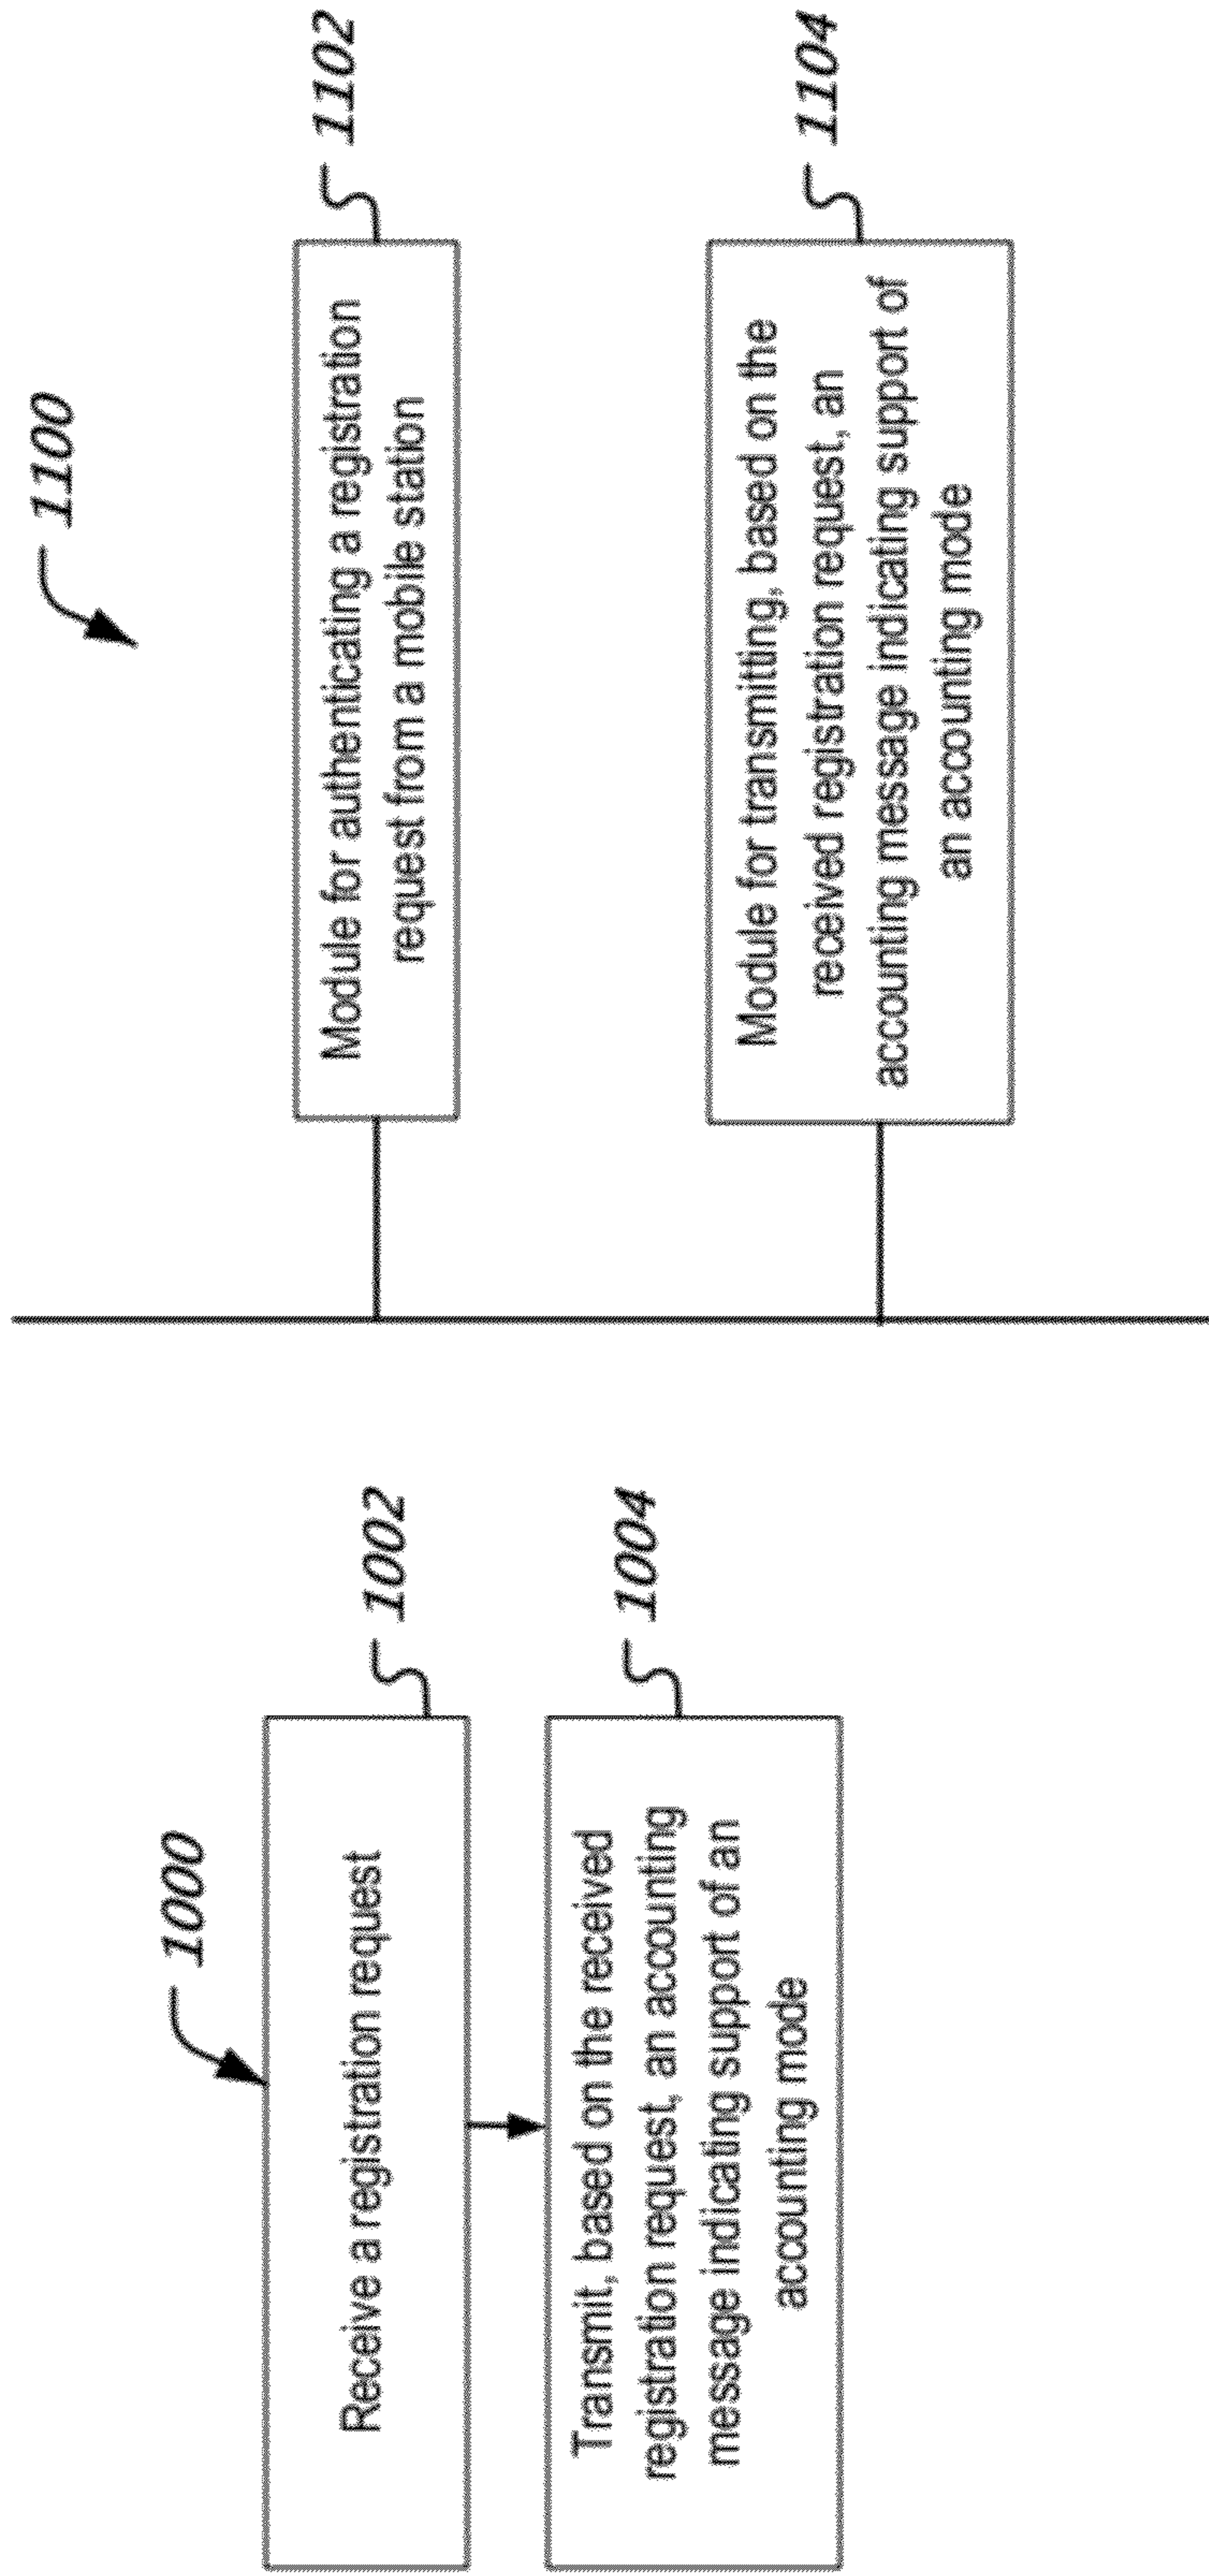 1000
Receive a registration request
1002
Transmit, based on the received
registration request, an accounting
message indicating support of an
accounting mode
1004
1100
Module for authenticating a registration
request from a mobile station
1102
Module for transmitting, based on the
received registration request, an
accounting message indicating support of
an accounting mode
1104